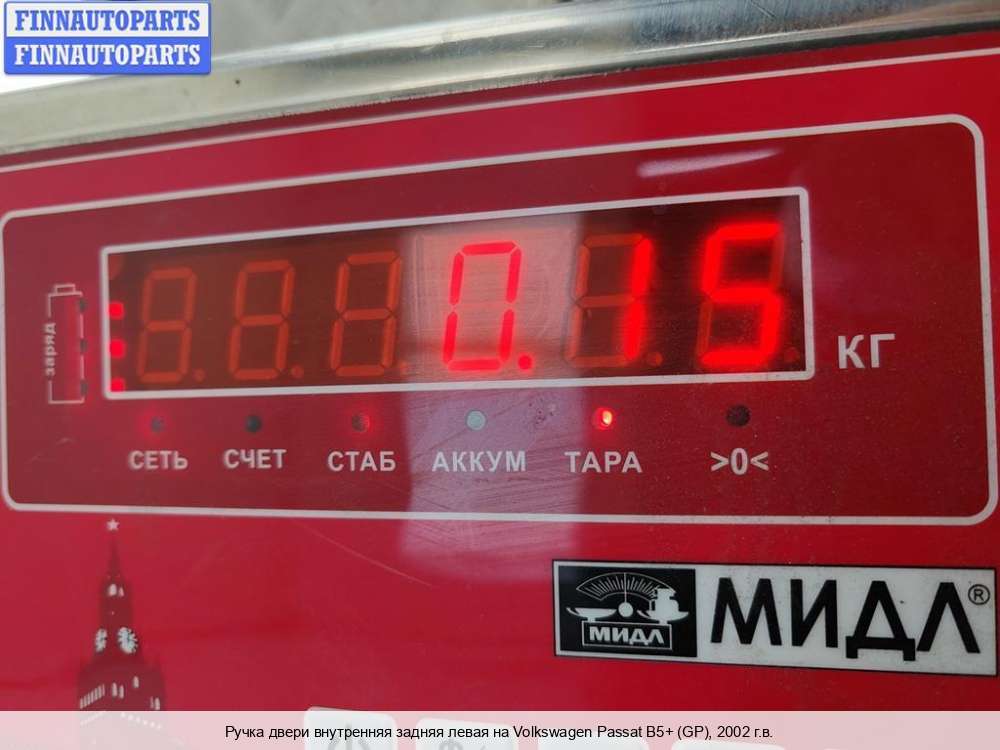 FINNAUTOPARTS
FINNAUTOPARTS
0.15
КГ
заряд
СЕТЬ СЧЕТ СТАБ АККУМ ТАРА >0<
МИДЛ
МИДЛ®
Ручка двери внутренняя задняя левая на Volkswagen Passat B5+ (GP), 2002 г.в.